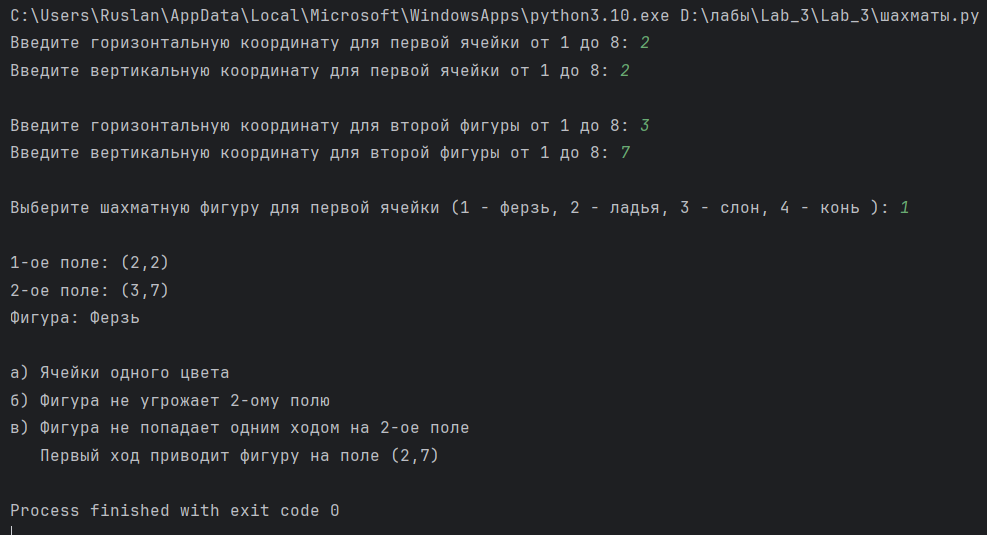 C:\Users\Ruslan\AppData\Local\Microsoft\WindowsApps\python3.10.exe D:\лабы\Lab_3\Lab_3\шахматы.py
Введите горизонтальную координату для первой ячейки от 1 до 8: 2
Введите вертикальную координату для первой ячейки от 1 до 8: 2
Введите горизонтальную координату для второй фигуры от 1 до 8: 3
Введите вертикальную координату для второй фигуры от 1 до 8: 7
Выберите шахматную фигуру для первой ячейки (1 - ферзь, 2 - ладья, 3 - слон, 4 - конь ): 1
1-ое поле: (2,2)
2-ое поле: (3,7)
Фигура: Ферзь
а) Ячейки одного цвета
б) Фигура не угрожает 2-ому полю
в) Фигура не попадает одним ходом на 2-ое поле
Первый ход приводит фигуру на поле (2,7)
Process finished with exit code 0